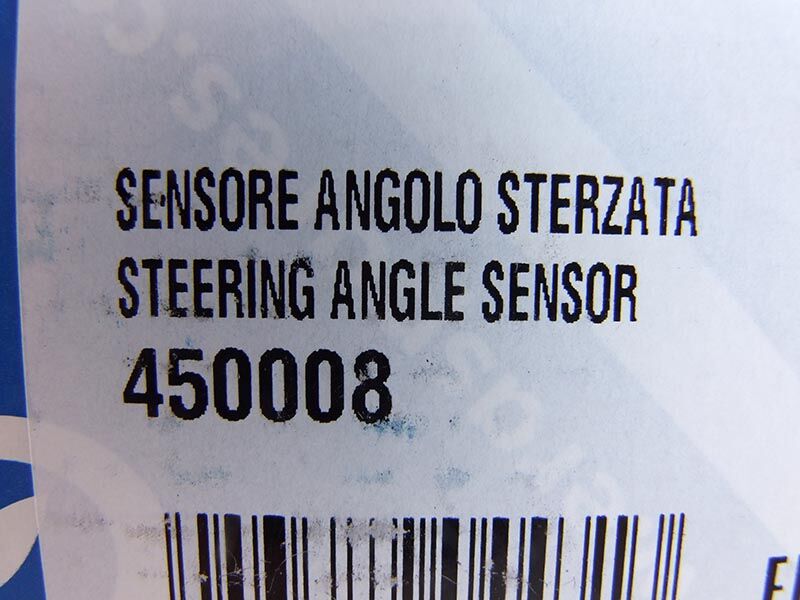 SENSORE ANGOLO STERZATA
STEERING ANGLE SENSOR
450008